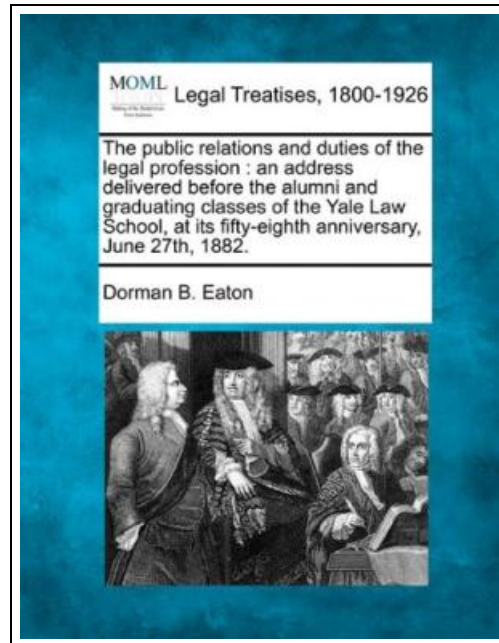 MOML
Legal Treatises, 1800-1926
The public relations and duties of the
legal profession : an address
delivered before the alumni and
graduating classes of the Yale Law
School, at its fifty-eighth anniversary,
June 27th, 1882.
Dorman B. Eaton